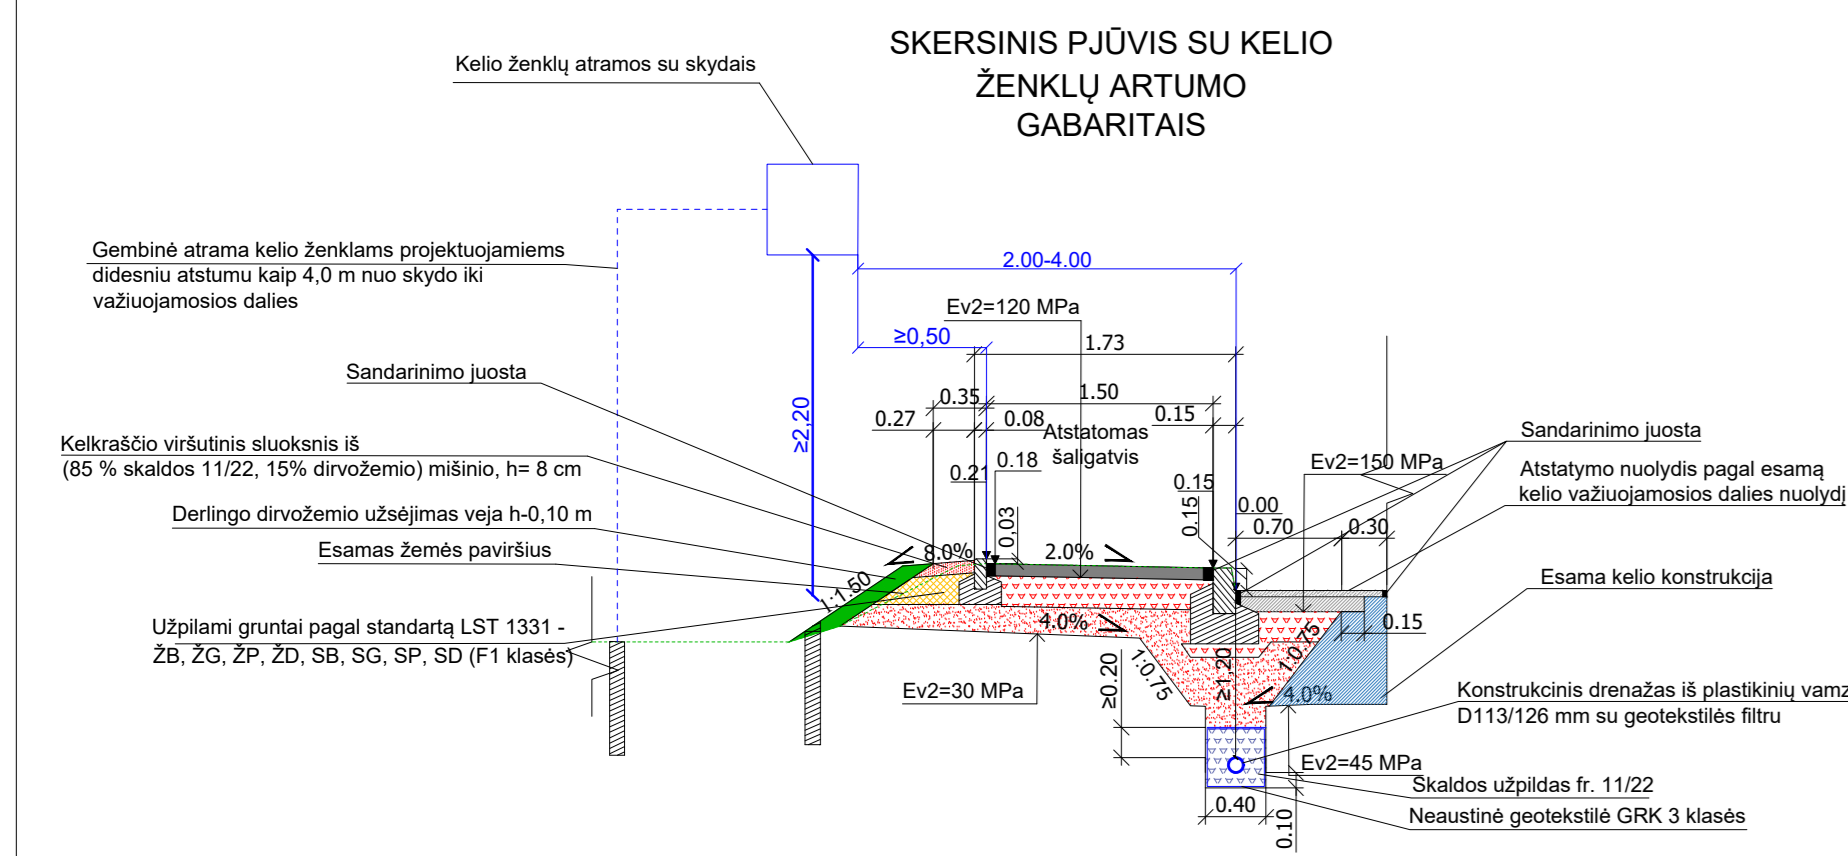 SKERSINIS PJŪVIS SU KELIO
ŽENKLŲ ARTUMO
GABARITAIS
Kelio ženklų atramos su skydais
Gembinė atrama kelio ženklams projektuojamiems
didesniu atstumu kaip 4,0 m nuo skydo iki
važiuojamosios dalies
2.00-4.00
Ev2=120 MPa
≥0,50
1.73
Sandarinimo juosta
≥2,20
0.35
1.50
0.27
0.08
0.15
Atstatomas
šaligatvis
Kelkraščio viršutinis sluoksnis iš
(85 % skaldos 11/22, 15% dirvožemio) mišinio, h= 8 cm
0.21
0.18
0.15
0.15
0.00
Ev2=150 MPa
Sandarinimo juosta
Atstatymo nuolydis pagal esamą
kelio važiuojamosios dalies nuolydį
Derlingo dirvožemio užsėjimas veja h-0,10 m
0,03
0.70
0.30
Esamas žemės paviršius
8.0%
2.0%
1:1.50
Esama kelio konstrukcija
Užpilami gruntai pagal standartą LST 1331 -
ŽB, ŽG, ŽP, ŽD, SB, SG, SP, SD (F1 klasės)
4.0%
0.15
1:0.75
1:0.75
≥1,20
≥0.20
Ev2=30 MPa
4.0%
Konstrukcinis drenažas iš plastikinių vamz
D113/126 mm su geotekstilės filtru
Ev2=45 MPa
Skaldos užpildas fr. 11/22
0.40
0.10
Neaustinė geotekstilė GRK 3 klasės